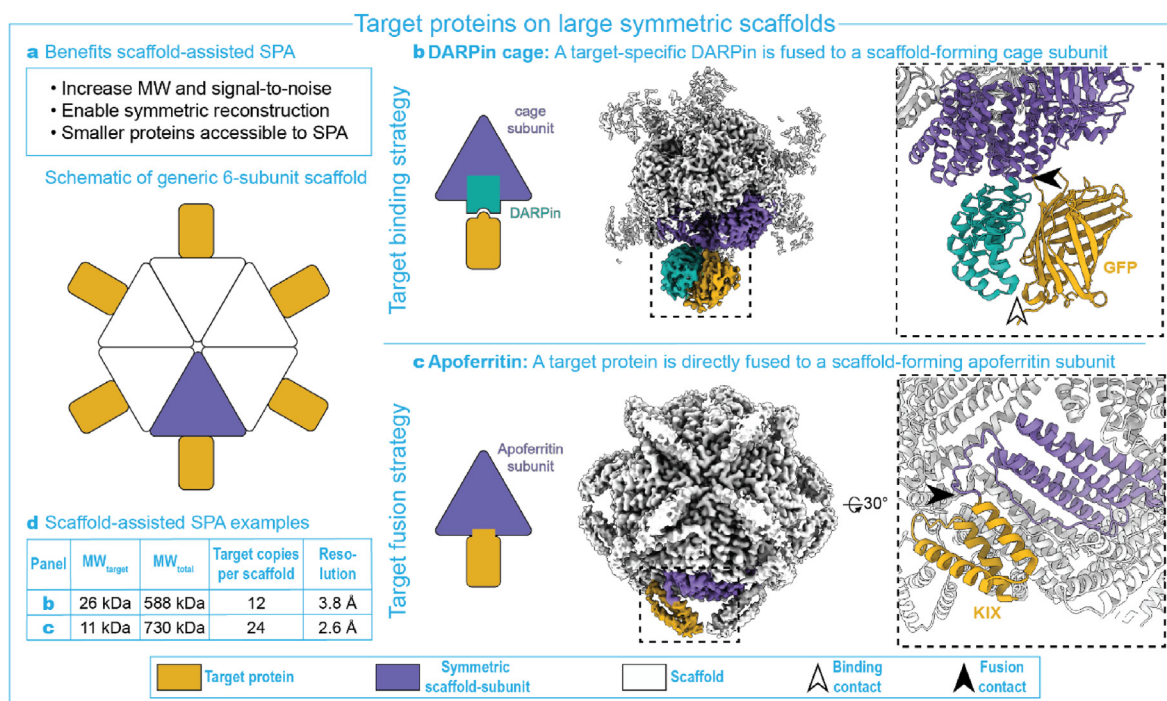 Target proteins on large symmetric scaffolds
a Benefits scaffold-assisted SPA
• Increase MW and signal-to-noise
• Enable symmetric reconstruction
• Smaller proteins accessible to SPA
Schematic of generic 6-subunit scaffold
d Scaffold-assisted SPA examples
Panel MWtarget MWtotal Target copies per scaffold Reso-lution
b 26 kDa 588 kDa 12 3.8 Å
c 11 kDa 730 kDa 24 2.6 Å
Target binding strategy
b DARPin cage: A target-specific DARPin is fused to a scaffold-forming cage subunit
cage
subunit
DARPin
GFP
Target fusion strategy
c Apoferritin: A target protein is directly fused to a scaffold-forming apoferritin subunit
Apoferritin
subunit
30°
KIX
Target protein
Symmetric
scaffold-subunit
Scaffold
Binding
contact
Fusion
contact